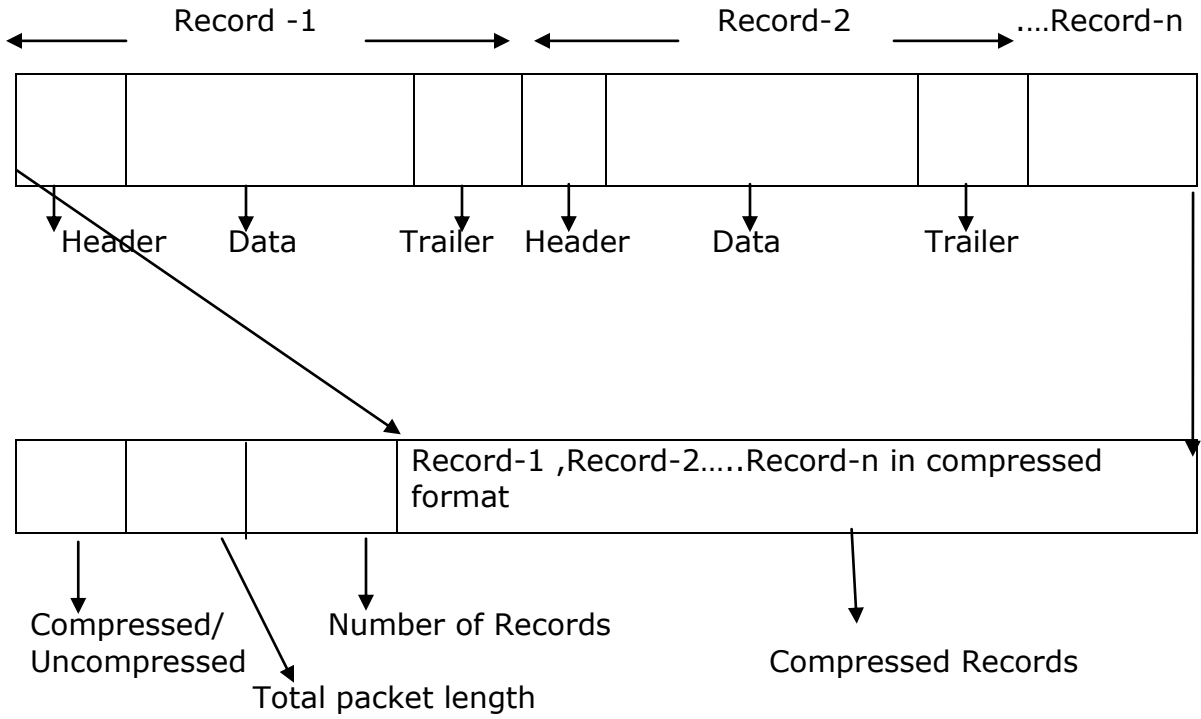 Record -1 Record-2 .…Record-n
Header Data Trailer Header Data Trailer
Record-1 ,Record-2…..Record-n in compressed
format
Compressed/
Uncompressed
Number of Records
Total packet length
Compressed Records